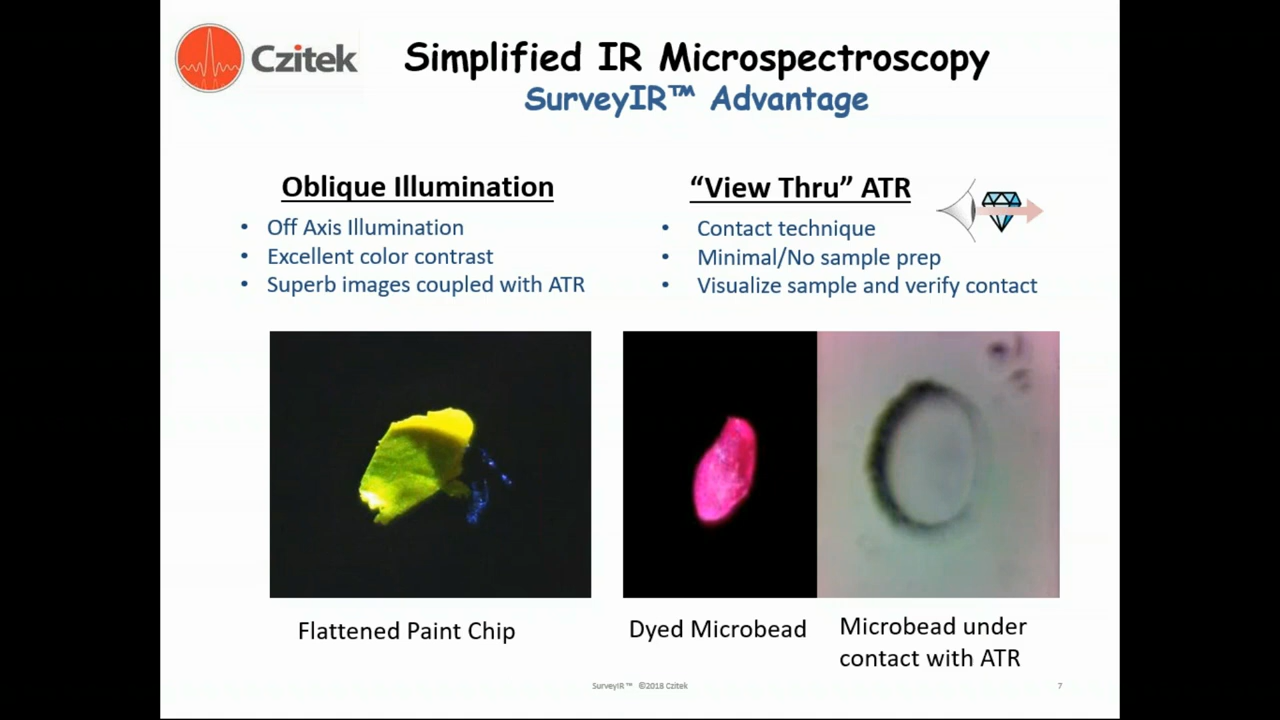 Czitek
Simplified IR Microspectroscopy
SurveyIR™ Advantage
Oblique Illumination
• Off Axis Illumination
• Excellent color contrast
• Superb images coupled with ATR
“View Thru” ATR
• Contact technique
• Minimal/No sample prep
• Visualize sample and verify contact
Flattened Paint Chip
Dyed Microbead
Microbead under
contact with ATR
SurveyIR™ ©2018 Czitek
7